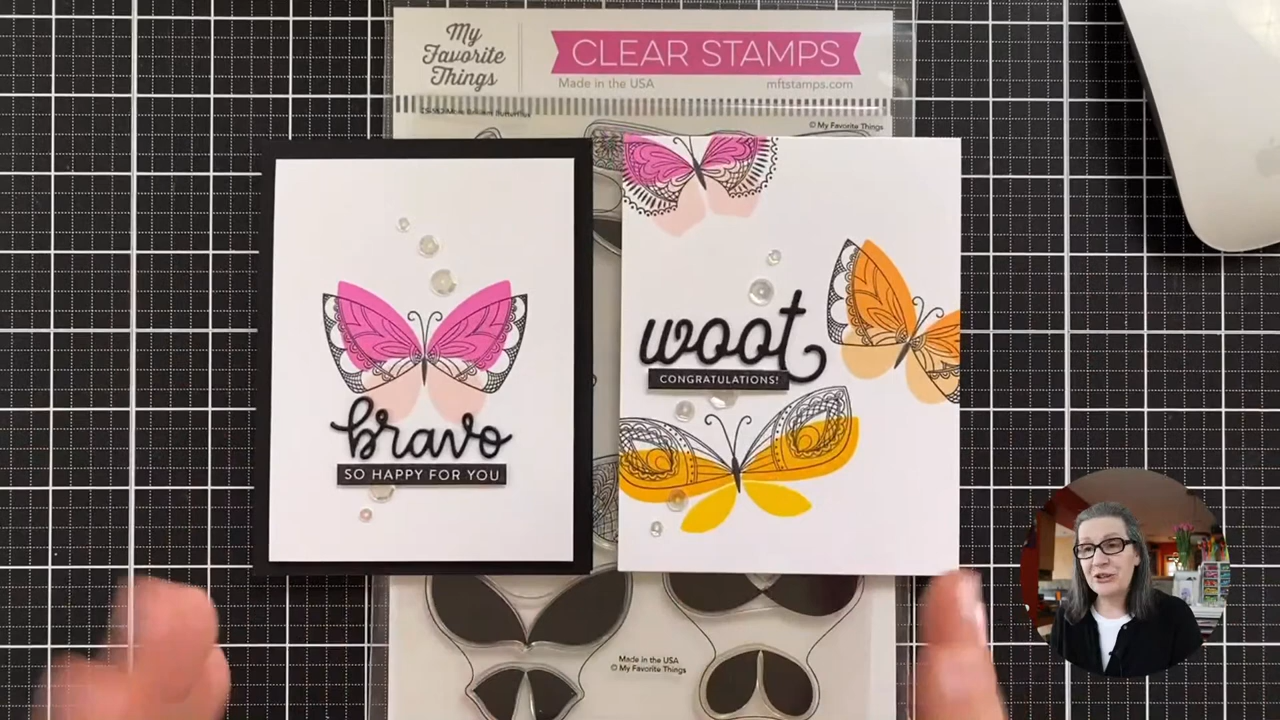 My
Favorite
Things
CLEAR STAMPS
Made in the USA
mftstamps.com
© My Favorite Things
woot
CONGRATULATIONS!
bravo
SO HAPPY FOR YOU
Made in the USA
© My Favorite Things